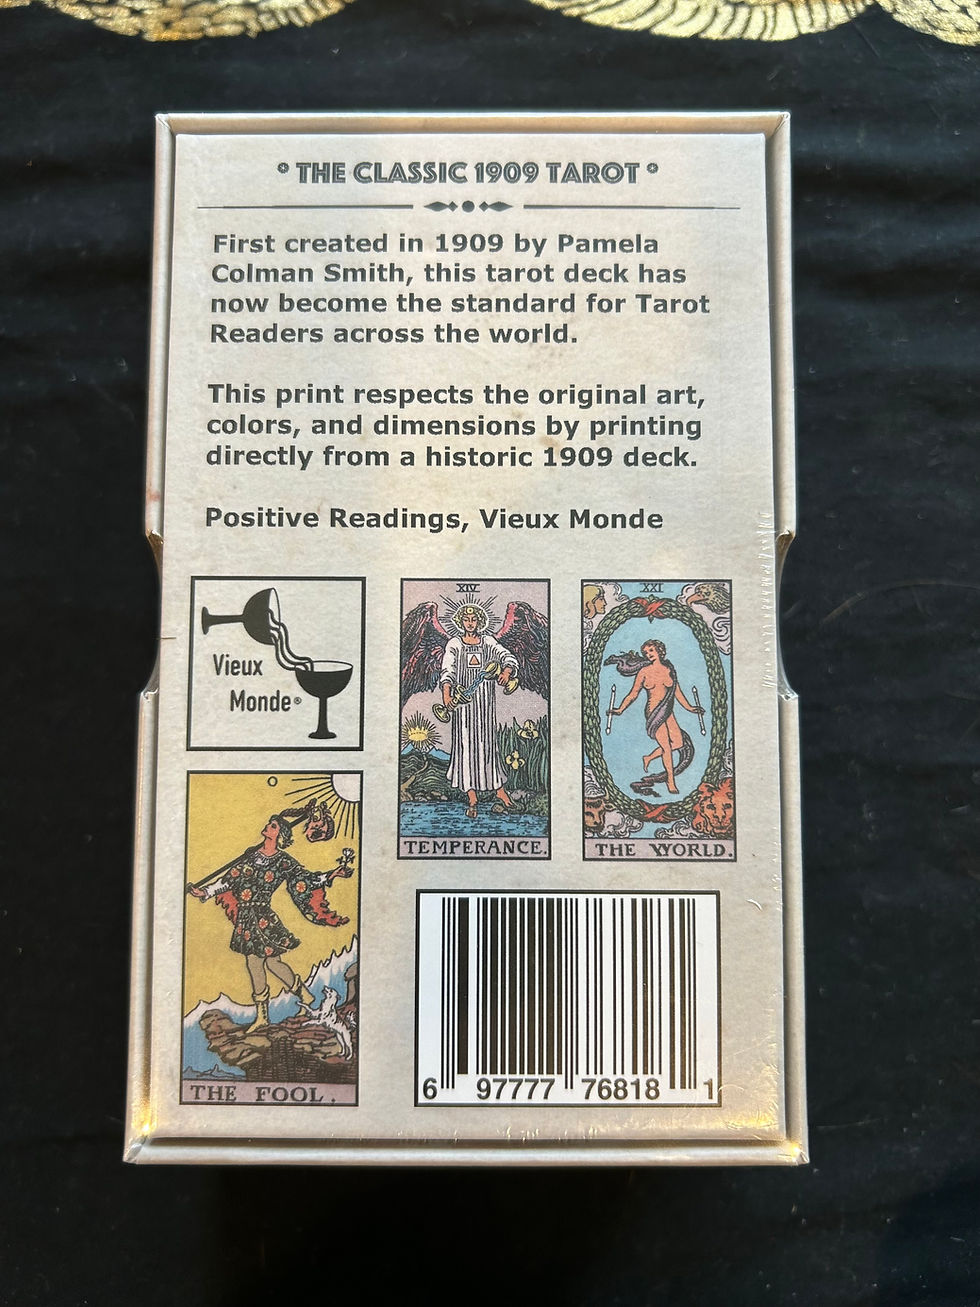 * THE CLASSIC 1909 TAROT *
First created in 1909 by Pamela
Colman Smith, this tarot deck has
now become the standard for Tarot
Readers across the world.
This print respects the original art,
colors, and dimensions by printing
directly from a historic 1909 deck.
Positive Readings, Vieux Monde
Vieux
Monde®
XIV
TEMPERANCE.
XXI
THE WORLD.
0
THE FOOL.
6 97777 76818 1